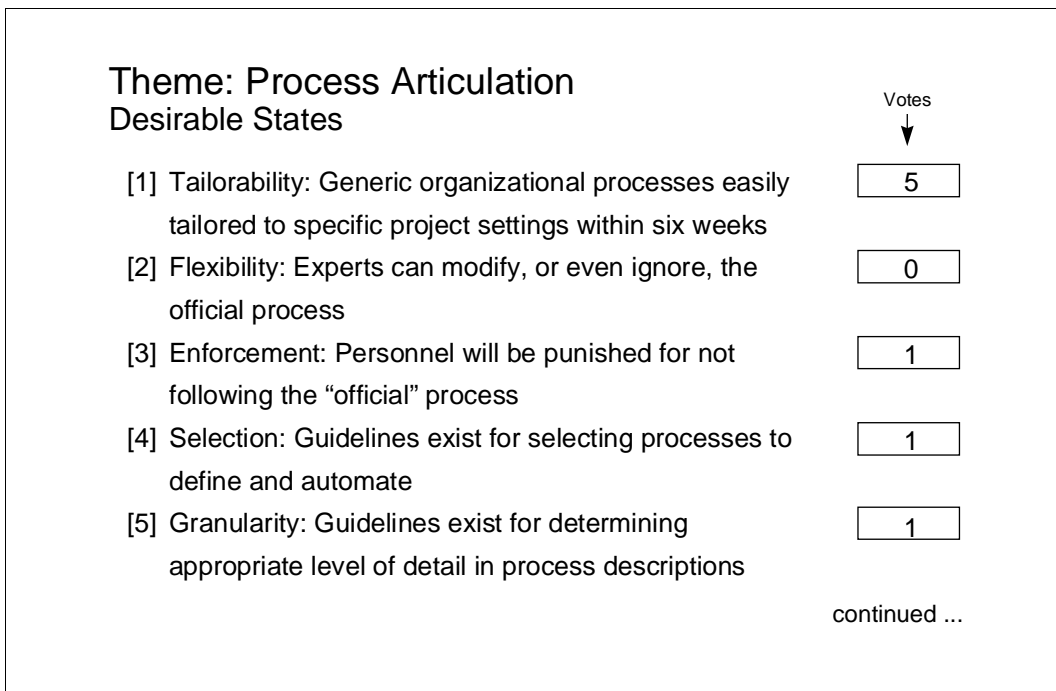 Theme: Process Articulation
Desirable States
Votes
[1] Tailorability: Generic organizational processes easily
5
tailored to specific project settings within six weeks
[2] Flexibility: Experts can modify, or even ignore, the
0
official process
[3] Enforcement: Personnel will be punished for not
1
following the “official” process
[4] Selection: Guidelines exist for selecting processes to
1
define and automate
[5] Granularity: Guidelines exist for determining
1
appropriate level of detail in process descriptions
continued ...